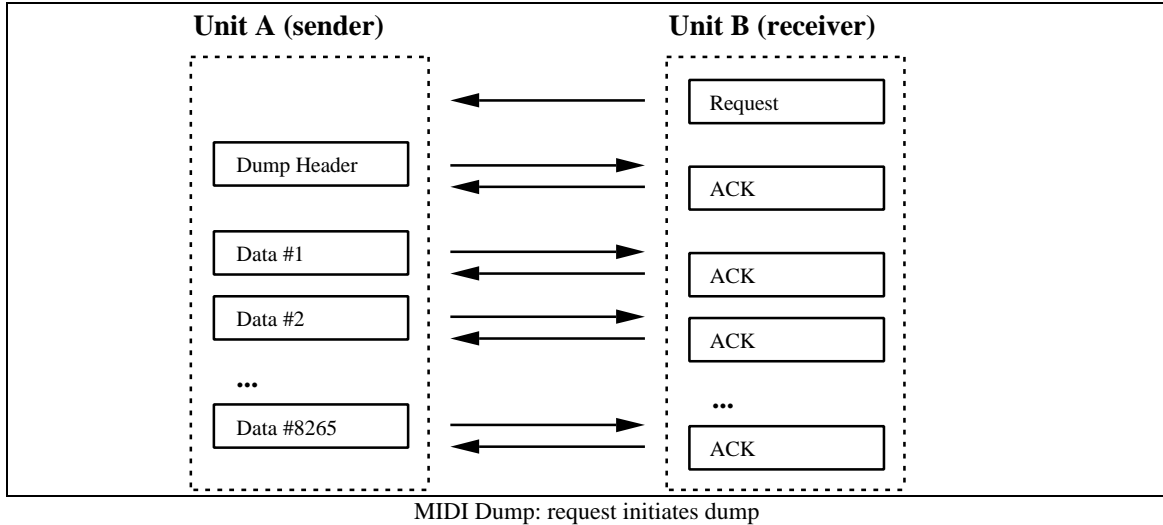 Unit A (sender)
Unit B (receiver)
Request
Dump Header
ACK
Data #1
ACK
Data #2
ACK
...
...
Data #8265
ACK
MIDI Dump: request initiates dump